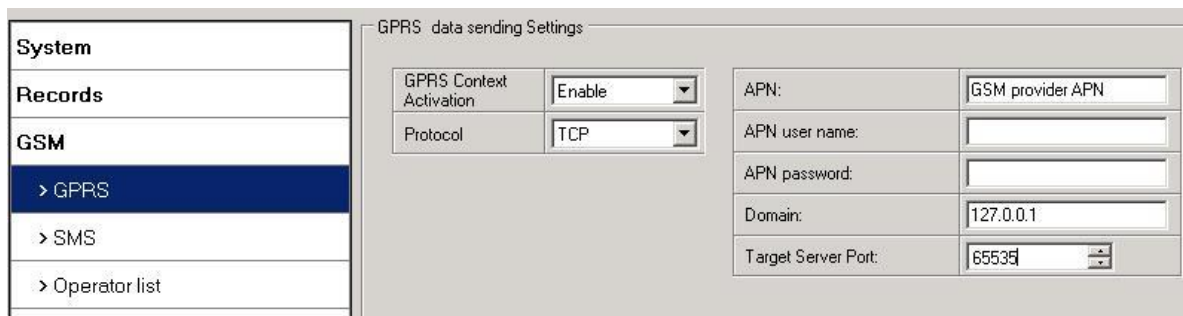 System
Records
GSM
> GPRS
> SMS
> Operator list
GPRS data sending Settings
GPRS Context
Activation
Enable
Protocol
TCP
APN:
GSM provider APN
APN user name:
APN password:
Domain:
127.0.0.1
Target Server Port:
65535